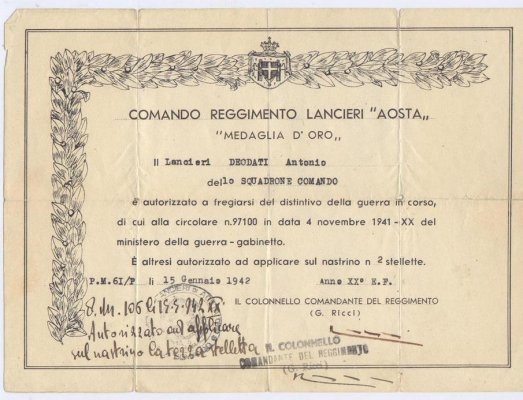 COMANDO REGGIMENTO LANCIERI "AOSTA„
"MEDAGLIA D'ORO„
Il Lancieri DEODATI Antonio
dello SQUADRONE COMANDO
è autorizzato a fregiarsi del distintivo della guerra in corso,
di cui alla circolare n. 97100 in data 4 novembre 1941-XX del
ministero della guerra-gabinetto.
È altresì autorizzato ad applicare sul nastrino n 2 stellette.
P.M. 61/P li 15 Gennaio 1942 Anno XX° E.F.
IL COLONNELLO COMANDANTE DEL REGGIMENTO
(G. Ricci)
Autorizzato ad applicare
sul nastrino la terza stelletta
IL COLONNELLO
COMANDANTE DEL REGGIMENTO
(G. Ricci)